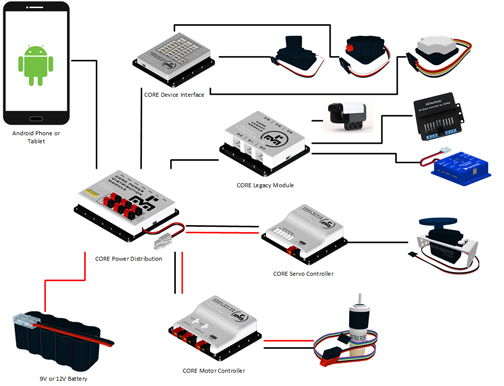 CORE Device Interface
Android Phone or
Tablet
CORE Legacy Module
CORE Power Distribution
CORE Servo Controller
9V or 12V Battery
CORE Motor Controller